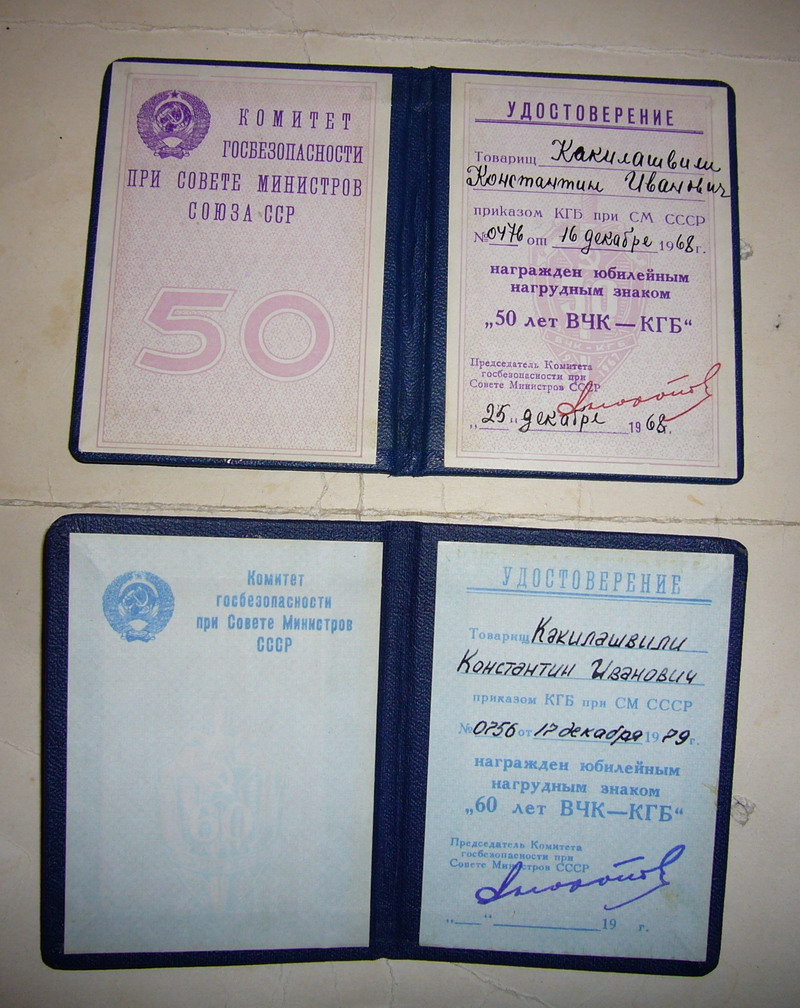 КОМИТЕТ
ГОСБЕЗОПАСНОСТИ
ПРИ СОВЕТЕ МИНИСТРОВ
СОЮЗА ССР
50
УДОСТОВЕРЕНИЕ
Товарищ Какилашвили
Константин Иванович
приказом КГБ при СМ СССР
№ 0476 от 16 декабре 1968 г.
награжден юбилейным
нагрудным знаком
„50 лет ВЧК—КГБ“
Председатель Комитета
госбезопасности при
Совете Министров СССР
„25“ декабре 1968 г.
Комитет
госбезопасности
при Совете Министров
СССР
60
УДОСТОВЕРЕНИЕ
Товарищ Какилашвили
Константин Иванович
приказом КГБ при СМ СССР
№ 0256 от 17 декабря 1979 г.
награжден юбилейным
нагрудным знаком
„60 лет ВЧК—КГБ“
Председатель Комитета
госбезопасности при
Совете Министров СССР
„ “ 19 г.